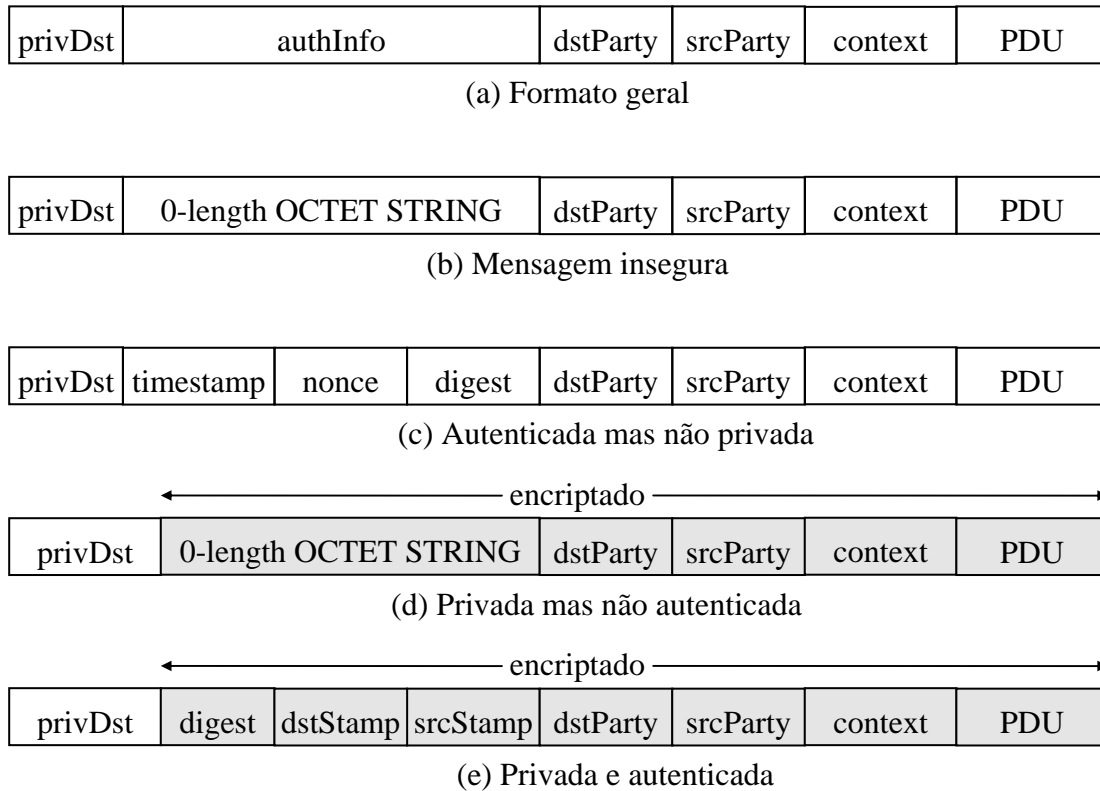 privDst authInfo dstParty srcParty context PDU
(a) Formato geral
privDst 0-length OCTET STRING dstParty srcParty context PDU
(b) Mensagem insegura
privDst timestamp nonce digest dstParty srcParty context PDU
(c) Autenticada mas não privada
encriptado
privDst 0-length OCTET STRING dstParty srcParty context PDU
(d) Privada mas não autenticada
encriptado
privDst digest dstStamp srcStamp dstParty srcParty context PDU
(e) Privada e autenticada